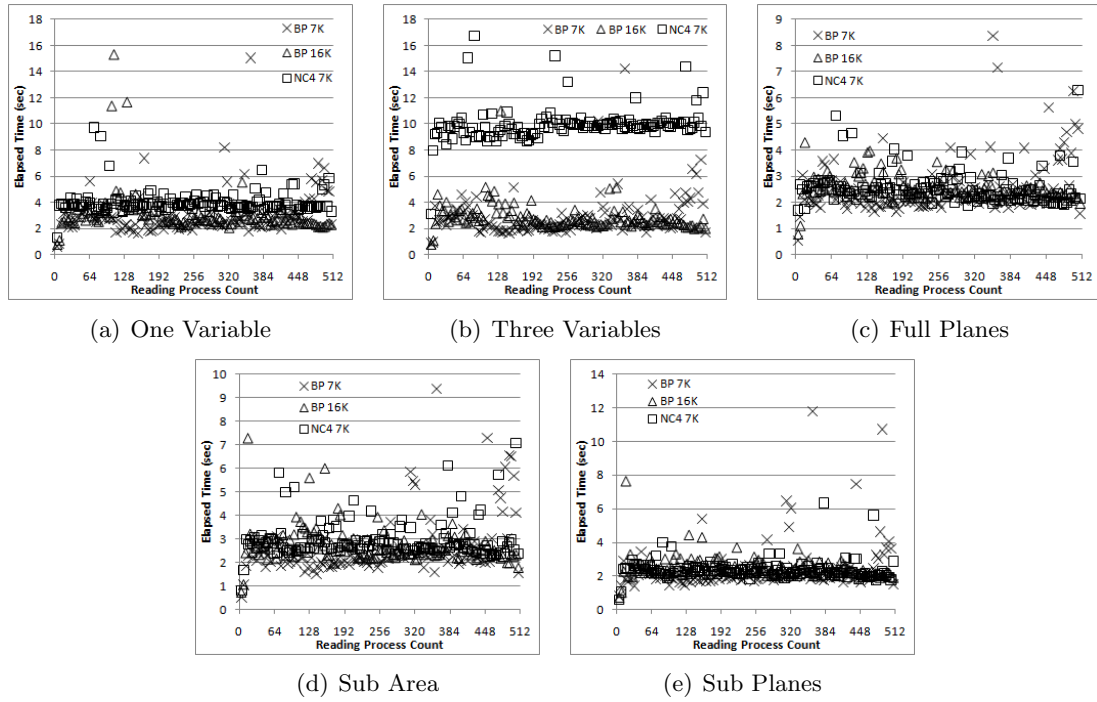 18
16
14
12
10
8
6
4
2
0
Elapsed Time (sec)
BP 7K
BP 16K
NC4 7K
0 64 128 192 256 320 384 448 512
Reading Process Count
(a) One Variable
18
16
14
12
10
8
6
4
2
0
Elapsed Time (sec)
BP 7K BP 16K NC4 7K
0 64 128 192 256 320 384 448 512
Reading Process Count
(b) Three Variables
9
8
7
6
5
4
3
2
1
0
Elapsed Time (sec)
BP 7K
BP 16K
NC4 7K
0 64 128 192 256 320 384 448 512
Reading Process Count
(c) Full Planes
10
9
8
7
6
5
4
3
2
1
0
Elapsed Time (sec)
BP 7K
BP 16K
NC4 7K
0 64 128 192 256 320 384 448 512
Reading Process Count
(d) Sub Area
14
12
10
8
6
4
2
0
Elapsed Time (sec)
BP 7K
BP 16K
NC4 7K
0 64 128 192 256 320 384 448 512
Reading Process Count
(e) Sub Planes